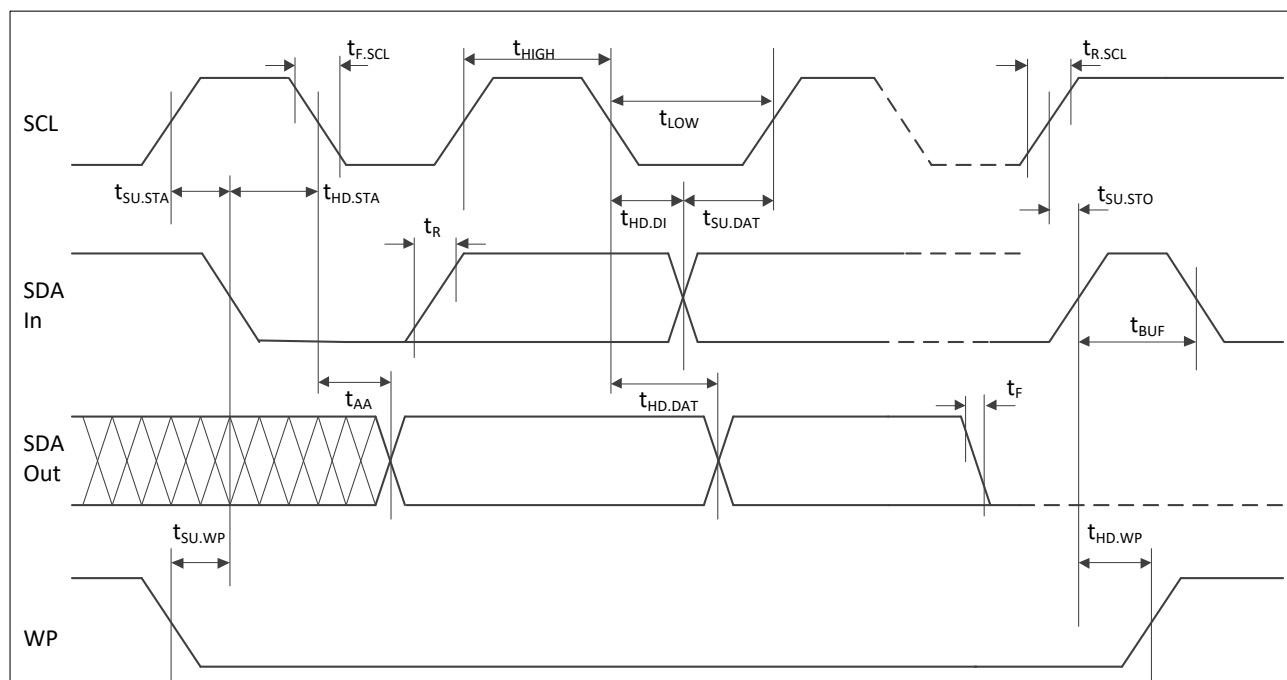 tF.SCL
tHIGH
tR.SCL
SCL
tLOW
tSU.STA
tHD.STA
tHD.DI
tSU.DAT
tSU.STO
tR
SDA
In
tBUF
tAA
tHD.DAT
tF
SDA
Out
tSU.WP
tHD.WP
WP